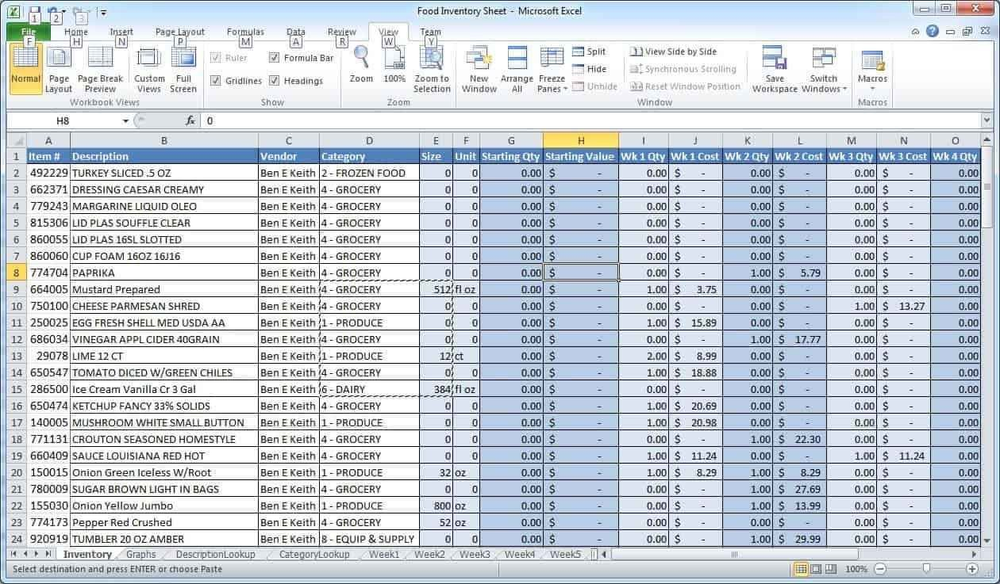 Food Inventory Sheet - Microsoft Excel
1 2 3
File Home Insert Page Layout Formulas Data Review View Team
F H N P M A R W Y
Ruler Formula Bar
Gridlines Headings
Split
Hide
Unhide
View Side by Side
Synchronous Scrolling
Reset Window Position
Normal Page Layout Page Break Preview Custom Views Full Screen
Zoom 100% Zoom to Selection
New Window Arrange All Freeze Panes
Save Workspace Switch Windows Macros
Workbook Views Show Zoom Window Macros
H8 fx 0
A B C D E F G H I J K L M N O
1 Item # Description Vendor Category Size Unit Starting Qty Starting Value Wk 1 Qty Wk 1 Cost Wk 2 Qty Wk 2 Cost Wk 3 Qty Wk 3 Cost Wk 4 Qty
2 492229 TURKEY SLICED .5 OZ Ben E Keith 2 - FROZEN FOOD 0 0 0.00 $ - 0.00 $ - 0.00 $ - 0.00 $ - 0.00
3 662371 DRESSING CAESAR CREAMY Ben E Keith 4 - GROCERY 0 0 0.00 $ - 0.00 $ - 0.00 $ - 0.00 $ - 0.00
4 779243 MARGARINE LIQUID OLEO Ben E Keith 4 - GROCERY 0 0 0.00 $ - 0.00 $ - 0.00 $ - 0.00 $ - 0.00
5 815306 LID PLAS SOUFFLE CLEAR Ben E Keith 4 - GROCERY 0 0 0.00 $ - 0.00 $ - 0.00 $ - 0.00 $ - 0.00
6 860055 LID PLAS 16SL SLOTTED Ben E Keith 4 - GROCERY 0 0 0.00 $ - 0.00 $ - 0.00 $ - 0.00 $ - 0.00
7 860060 CUP FOAM 16OZ 16J16 Ben E Keith 4 - GROCERY 0 0 0.00 $ - 0.00 $ - 0.00 $ - 0.00 $ - 0.00
8 774704 PAPRIKA Ben E Keith 4 - GROCERY 0 0 0.00 $ - 0.00 $ - 1.00 $ 5.79 0.00 $ - 0.00
9 664005 Mustard Prepared Ben E Keith 4 - GROCERY 512 fl oz 0.00 $ - 1.00 $ 3.75 0.00 $ - 0.00 $ - 0.00
10 750100 CHEESE PARMESAN SHRED Ben E Keith 4 - GROCERY 0 0 0.00 $ - 0.00 $ - 0.00 $ - 1.00 $ 13.27 0.00
11 250025 EGG FRESH SHELL MED USDA AA Ben E Keith 1 - PRODUCE 0 0 0.00 $ - 1.00 $ 15.89 0.00 $ - 0.00 $ - 0.00
12 686034 VINEGAR APPL CIDER 40GRAIN Ben E Keith 4 - GROCERY 0 0 0.00 $ - 0.00 $ - 1.00 $ 17.77 0.00 $ - 0.00
13 29078 LIME 12 CT Ben E Keith 1 - PRODUCE 12 ct 0.00 $ - 2.00 $ 8.99 0.00 $ - 0.00 $ - 0.00
14 650547 TOMATO DICED W/GREEN CHILES Ben E Keith 4 - GROCERY 0 0 0.00 $ - 1.00 $ 18.88 0.00 $ - 0.00 $ - 0.00
15 286500 Ice Cream Vanilla Cr 3 Gal Ben E Keith 6 - DAIRY 384 fl oz 0.00 $ - 0.00 $ - 0.00 $ - 0.00 $ - 0.00
16 650474 KETCHUP FANCY 33% SOLIDS Ben E Keith 4 - GROCERY 0 0 0.00 $ - 1.00 $ 20.69 0.00 $ - 0.00 $ - 0.00
17 140005 MUSHROOM WHITE SMALL BUTTON Ben E Keith 1 - PRODUCE 0 0 0.00 $ - 1.00 $ 20.98 0.00 $ - 0.00 $ - 0.00
18 771131 CROUTON SEASONED HOMESTYLE Ben E Keith 4 - GROCERY 0 0 0.00 $ - 0.00 $ - 1.00 $ 22.30 0.00 $ - 0.00
19 660409 SAUCE LOUISIANA RED HOT Ben E Keith 4 - GROCERY 0 0 0.00 $ - 1.00 $ 11.24 0.00 $ - 1.00 $ 11.24 0.00
20 150015 Onion Green Iceless W/Root Ben E Keith 1 - PRODUCE 32 oz 0.00 $ - 1.00 $ 8.29 1.00 $ 8.29 0.00 $ - 0.00
21 780009 SUGAR BROWN LIGHT IN BAGS Ben E Keith 4 - GROCERY 0 0 0.00 $ - 0.00 $ - 1.00 $ 27.69 0.00 $ - 0.00
22 155030 Onion Yellow Jumbo Ben E Keith 1 - PRODUCE 800 oz 0.00 $ - 0.00 $ - 1.00 $ 13.99 0.00 $ - 0.00
23 774173 Pepper Red Crushed Ben E Keith 4 - GROCERY 52 oz 0.00 $ - 0.00 $ - 0.00 $ - 0.00 $ - 0.00
24 920919 TUMBLER 20 OZ AMBER Ben E Keith 8 - EQUIP & SUPPLY 0 0 0.00 $ - 0.00 $ - 1.00 $ 29.99 0.00 $ - 0.00
Inventory Graphs DescriptionLookup CategoryLookup Week1 Week2 Week3 Week4 Week5
Select destination and press ENTER or choose Paste 100%